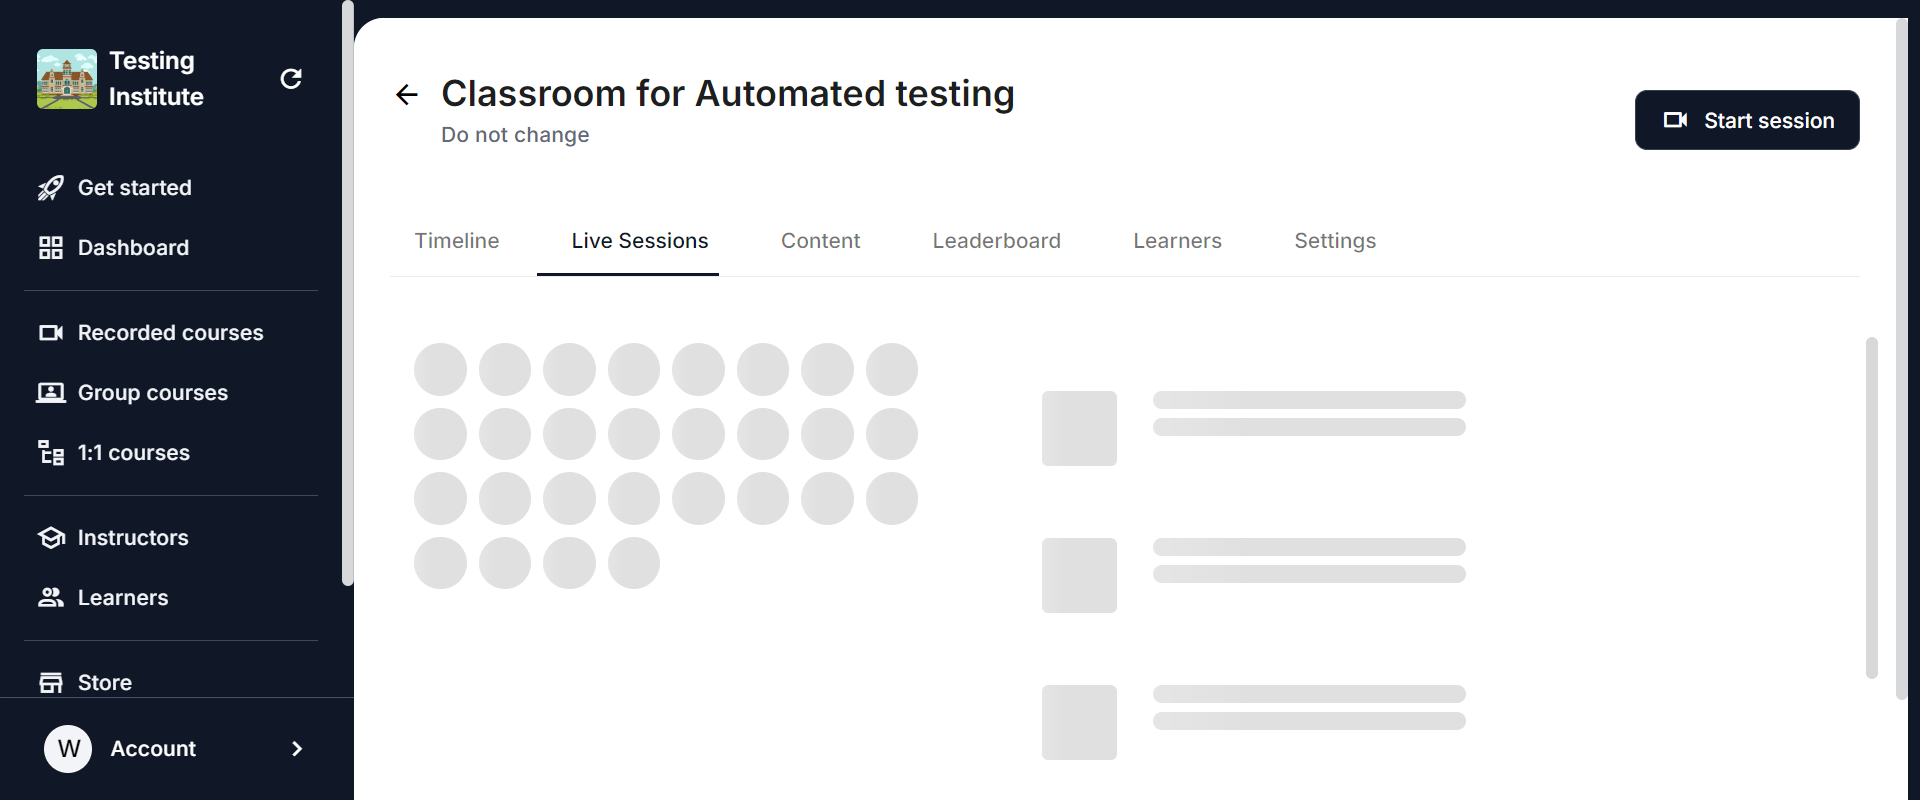 Testing
Institute
Get started
Dashboard
Recorded courses
Group courses
1:1 courses
Instructors
Learners
Store
W
Account
Classroom for Automated testing
Do not change
Start session
Timeline
Live Sessions
Content
Leaderboard
Learners
Settings